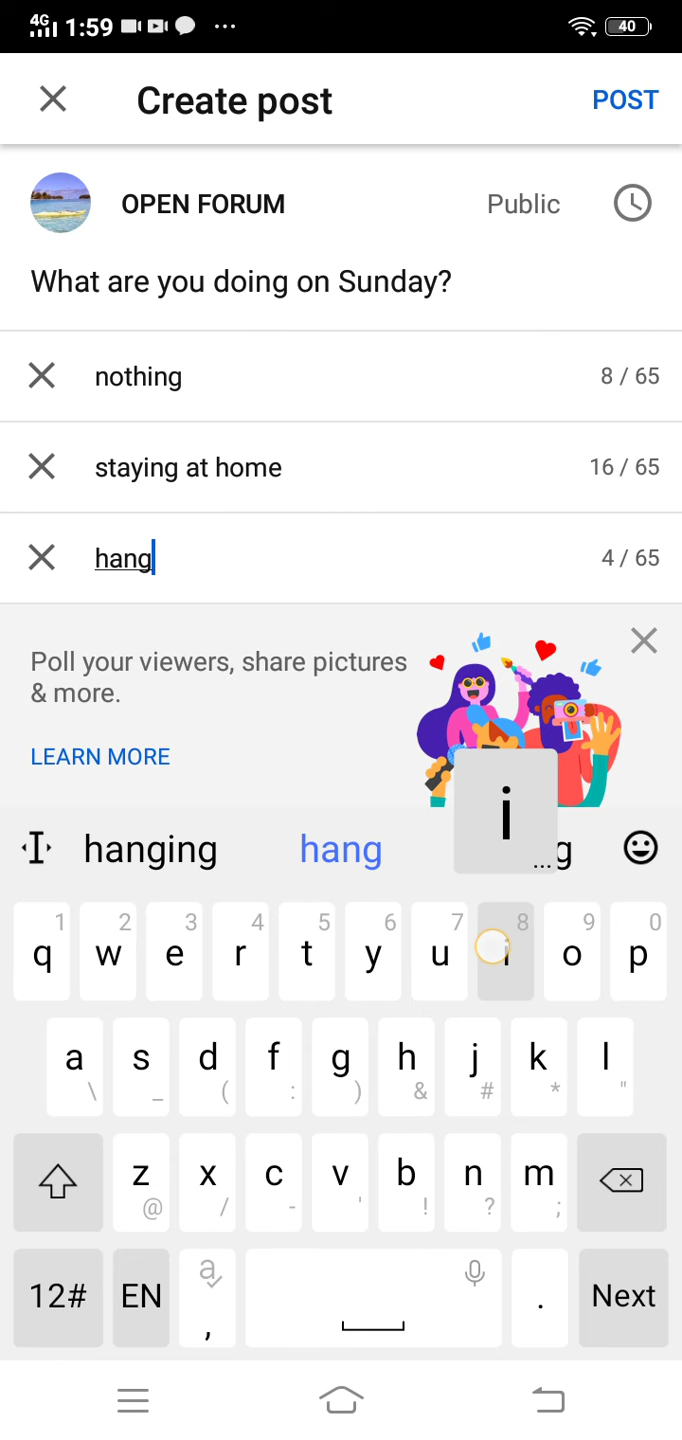 4G 1:59 ... 40
Create post POST
OPEN FORUM Public
What are you doing on Sunday?
nothing 8 / 65
staying at home 16 / 65
hang 4 / 65
Poll your viewers, share pictures
& more.
LEARN MORE
i ...
hanging hang g
1 2 3 4 5 6 7 8 9 0
q w e r t y u i o p
a s d f g h j k l
\ _ ( : ) & # * "
z x c v b n m
@ / - ' ! ? ;
12# EN a , . Next